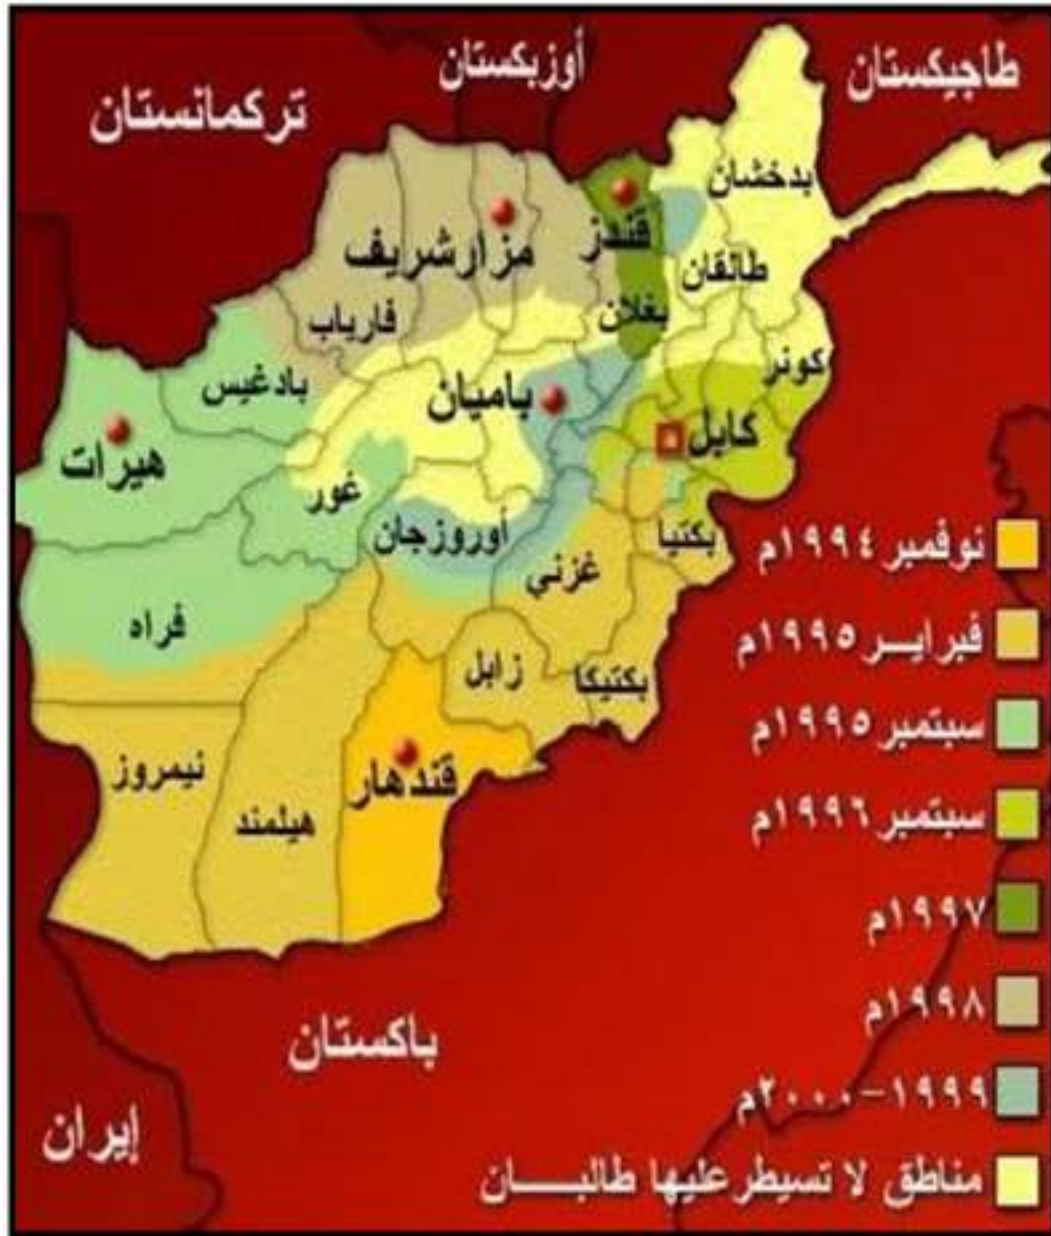 أوزبكستان
طاجيكستان
تركمانستان
بدخشان
قندز
مزارشريف
طالقان
بغلان
فارياب
كونر
بادغيس
باميان
كابل
هيرات
غور
أوروزجان
بكتيا
غزني
فراه
زابل
بكتيكا
نيمروز
قندهار
هيلمند
نوفمبر ١٩٩٤م
فبرايــر ١٩٩٥م
سبتمبر ١٩٩٥م
سبتمبر ١٩٩٦م
١٩٩٧م
١٩٩٨م
١٩٩٩–٢٠٠٠م
مناطق لا تسيطر عليها طالبـــــان
باكستان
إيران